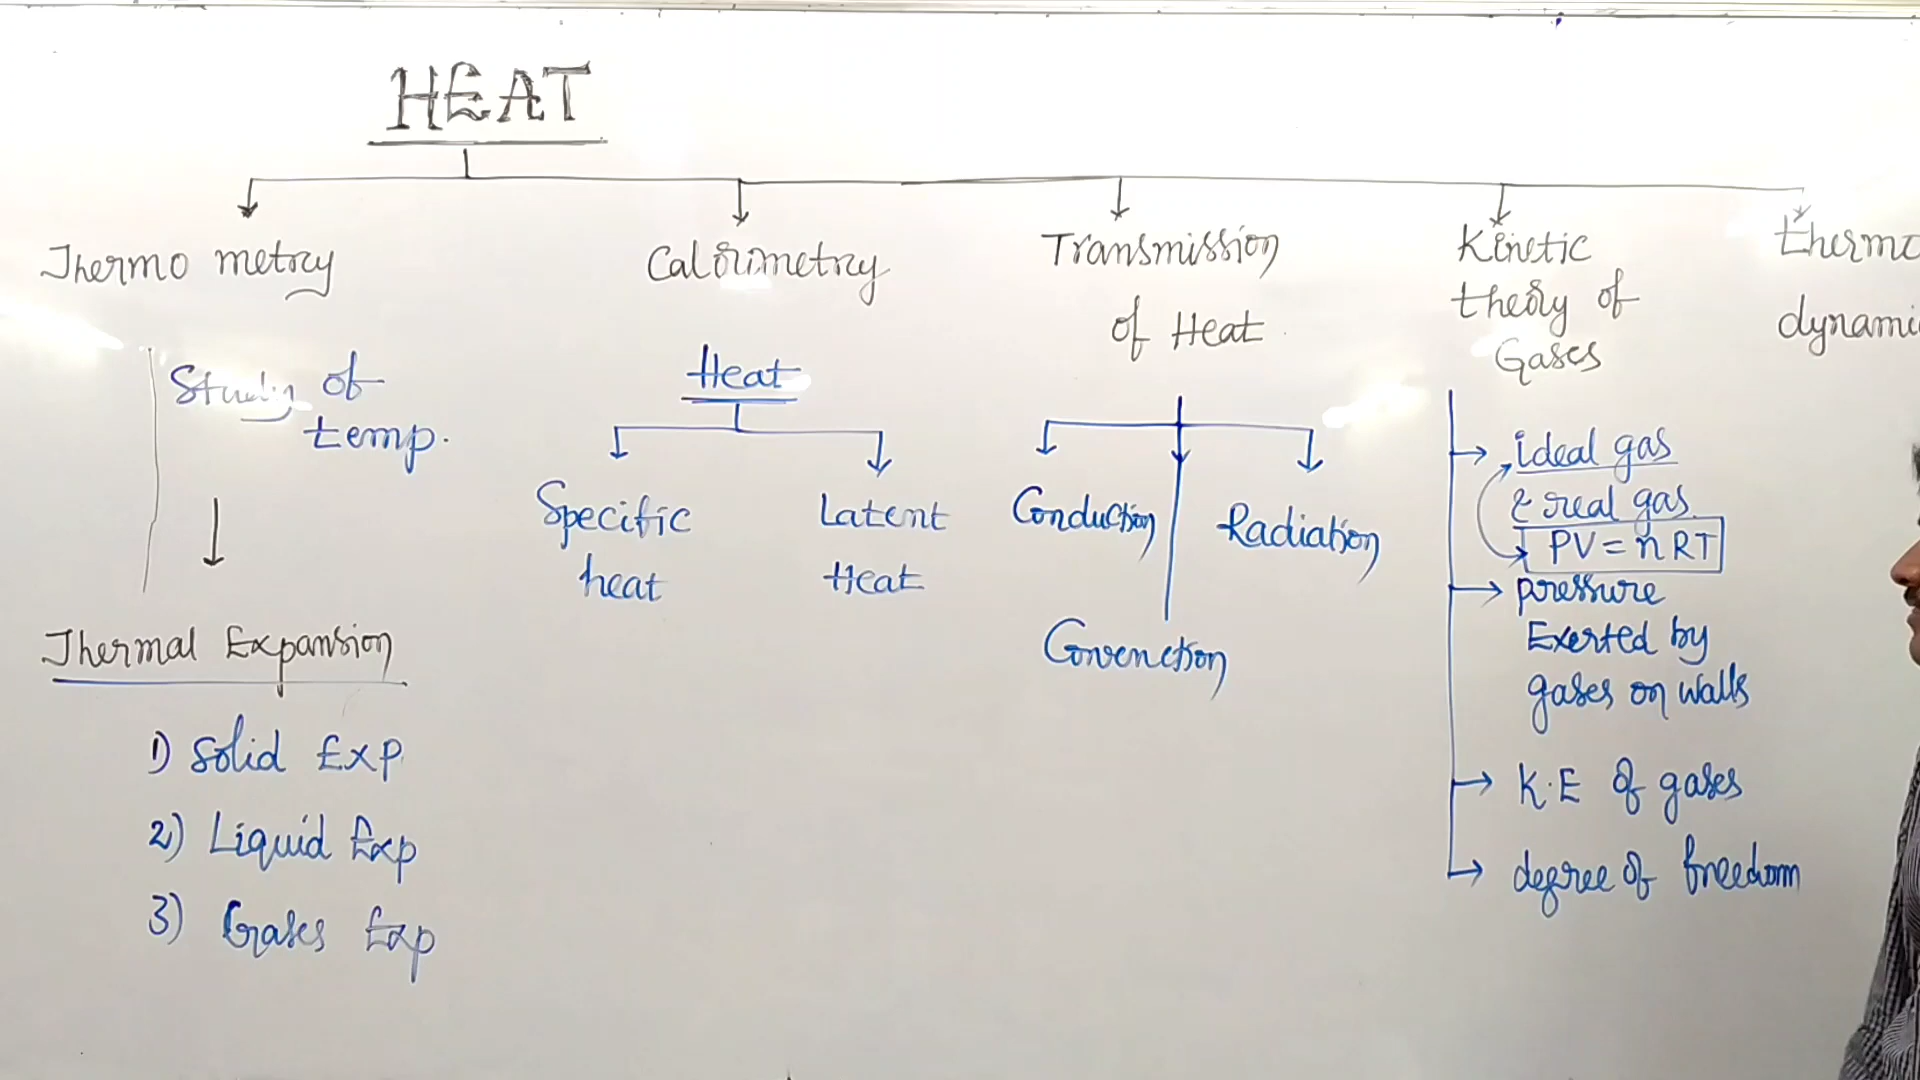 HEAT
Thermo metry
Study of
temp.
Thermal Expansion
1) Solid Exp
2) Liquid Exp
3) Gases Exp
Calorimetry
Heat
Specific
heat
Latent
Heat
Transmission
of Heat
Conduction
Radiation
Convenction
Kinetic
theory of
Gases
ideal gas
& real gas
PV = nRT
pressure
Exerted by
gases on walls
K.E of gases
degree of freedom
thermo
dynami